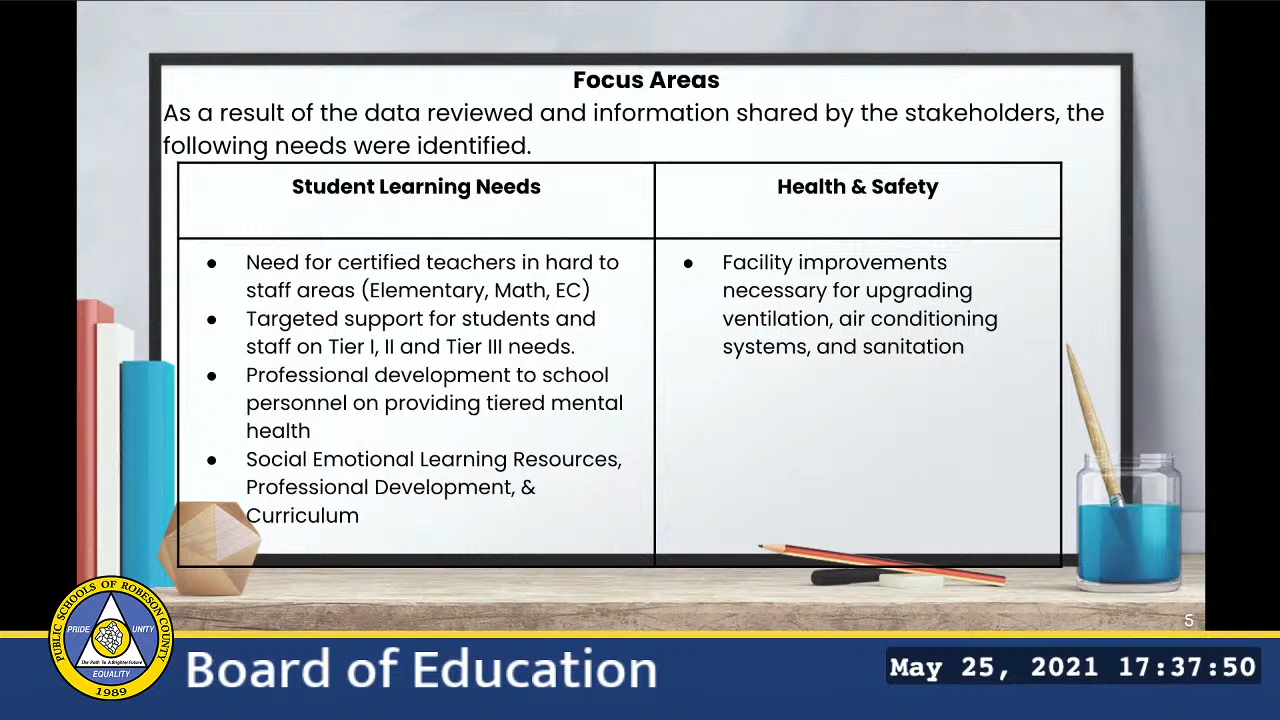 Focus Areas
As a result of the data reviewed and information shared by the stakeholders, the
following needs were identified.
Student Learning Needs
Health & Safety
● Need for certified teachers in hard to
staff areas (Elementary, Math, EC)
● Targeted support for students and
staff on Tier I, II and Tier III needs.
● Professional development to school
personnel on providing tiered mental
health
● Social Emotional Learning Resources,
Professional Development, &
Curriculum
● Facility improvements
necessary for upgrading
ventilation, air conditioning
systems, and sanitation
5
PUBLIC SCHOOLS OF ROBESON COUNTY
PRIDE
UNITY
The Path To A Brighter Future
EQUALITY
1989
Board of Education
May 25, 2021 17:37:50